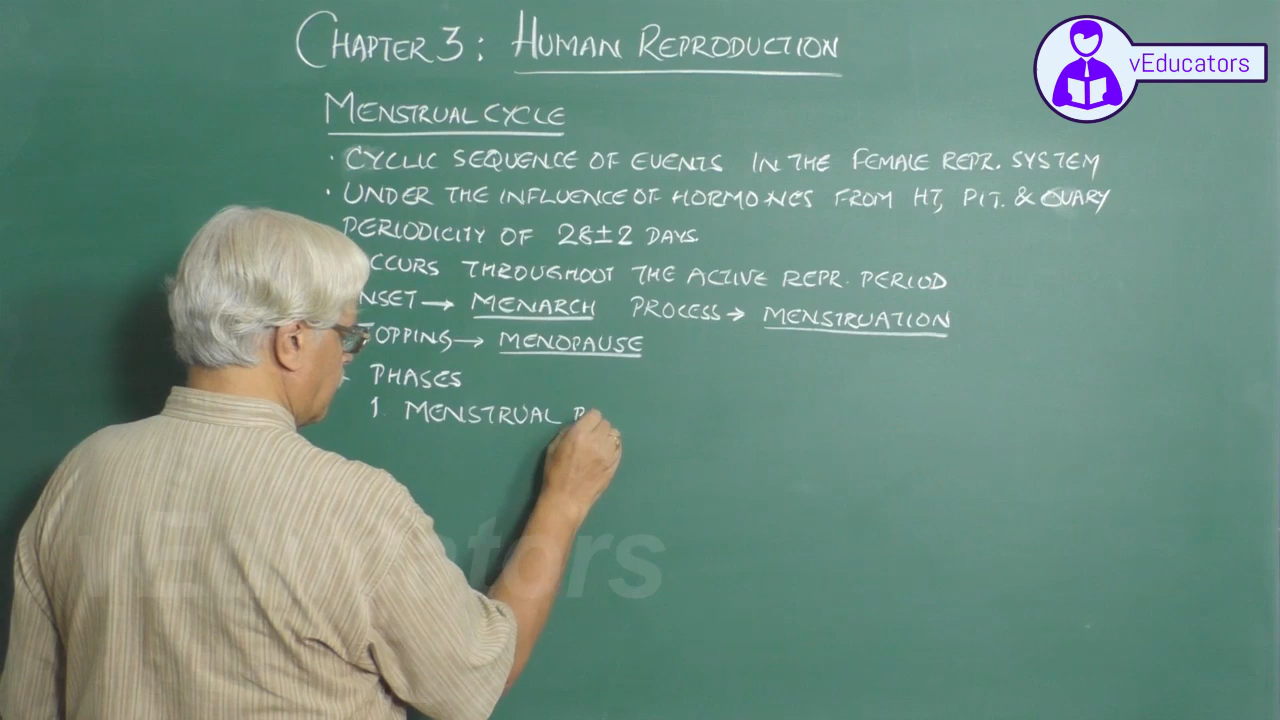 CHAPTER 3 : HUMAN REPRODUCTION
vEducators
MENSTRUAL CYCLE
· CYCLIC SEQUENCE OF EVENTS IN THE FEMALE REPR. SYSTEM
· UNDER THE INFLUENCE OF HORMONES FROM HT, PIT. & OVARY
PERIODICITY OF 28±2 DAYS
CCURS THROUGHOUT THE ACTIVE REPR. PERIOD
NSET → MENARCH PROCESS → MENSTRUATION
TOPPING → MENOPAUSE
PHASES
1. MENSTRUAL P
vEducators